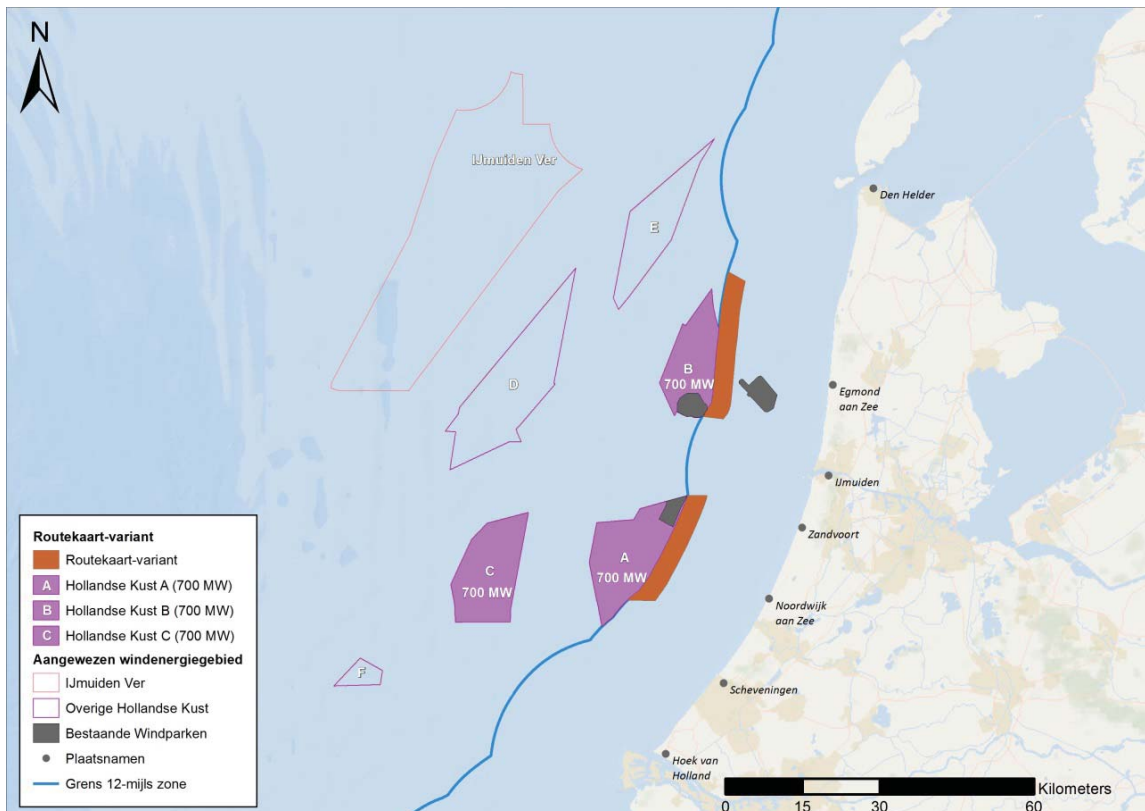 N
IJmuiden Ver
Den Helder
E
B
700 MW
D
Egmond
aan Zee
IJmuiden
Zandvoort
A
700 MW
C
700 MW
Noordwijk
aan Zee
F
Scheveningen
Hoek van
Holland
Routekaart-variant
Routekaart-variant
A Hollandse Kust A (700 MW)
B Hollandse Kust B (700 MW)
C Hollandse Kust C (700 MW)
Aangewezen windenergiegebied
IJmuiden Ver
Overige Hollandse Kust
Bestaande Windparken
Plaatsnamen
Grens 12-mijls zone
Kilometers
0 15 30 60